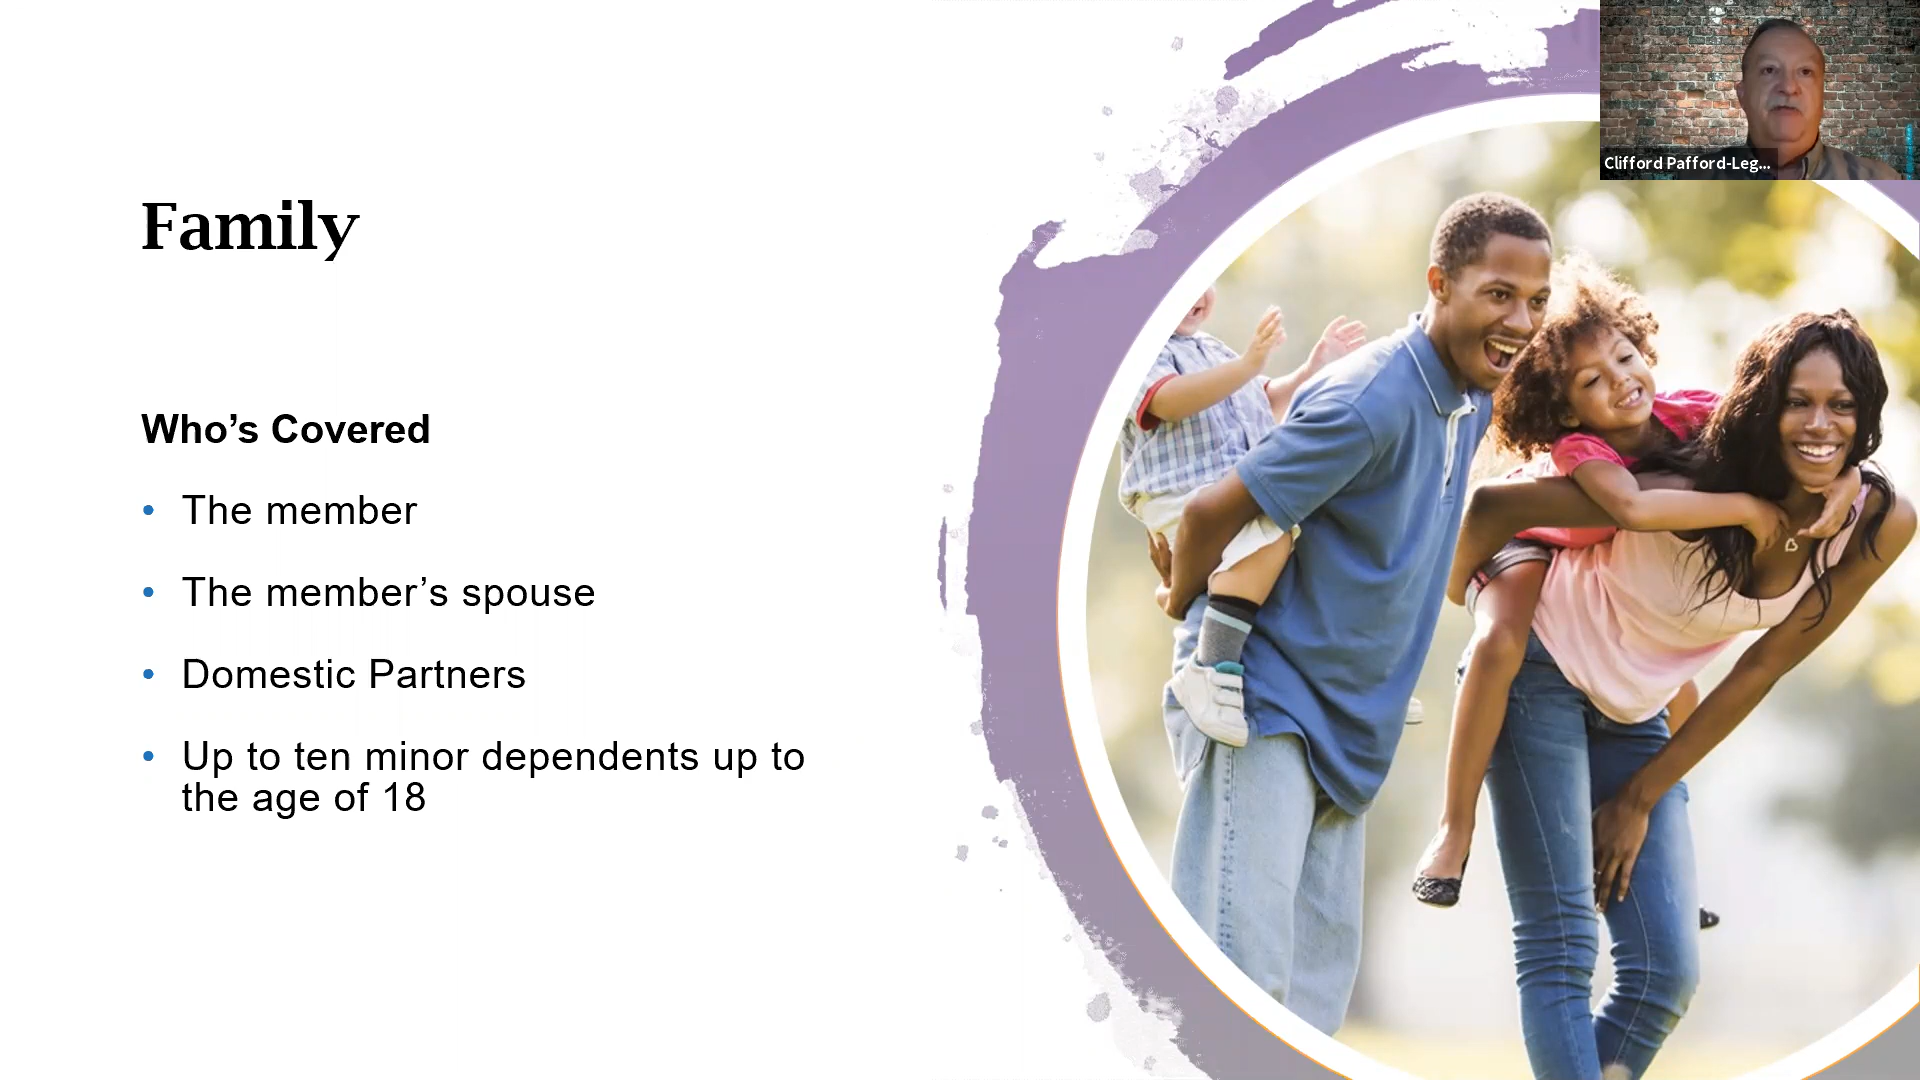 Clifford Pafford-Leg...
Family
Who’s Covered
• The member
• The member’s spouse
• Domestic Partners
• Up to ten minor dependents up to
the age of 18